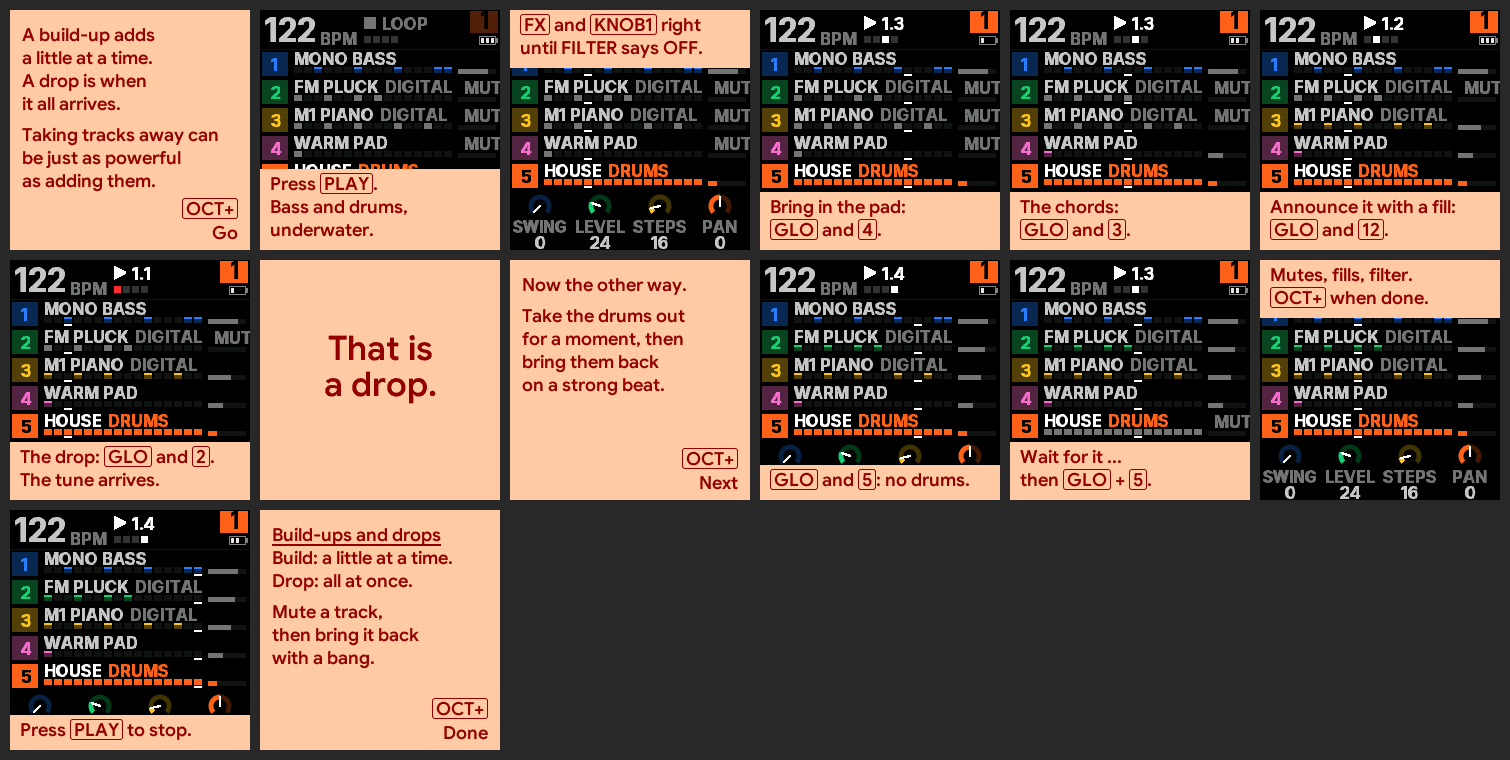 A build-up adds
a little at a time.
A drop is when
it all arrives.
Taking tracks away can
be just as powerful
as adding them.
OCT+
Go
122 BPM LOOP 1
1 MONO BASS
2 FM PLUCK DIGITAL MUT
3 M1 PIANO DIGITAL MUT
4 WARM PAD MUT
HOUSE DRUMS
Press PLAY.
Bass and drums,
underwater.
FX and KNOB1 right
until FILTER says OFF.
1
2 FM PLUCK DIGITAL MUT
3 M1 PIANO DIGITAL MUT
4 WARM PAD MUT
5 HOUSE DRUMS
SWING LEVEL STEPS PAN
0 24 16 0
122 BPM 1.3 1
1 MONO BASS
2 FM PLUCK DIGITAL MUT
3 M1 PIANO DIGITAL MUT
4 WARM PAD MUT
5 HOUSE DRUMS
Bring in the pad:
GLO and 4.
122 BPM 1.3 1
1 MONO BASS
2 FM PLUCK DIGITAL MUT
3 M1 PIANO DIGITAL MUT
4 WARM PAD
5 HOUSE DRUMS
The chords:
GLO and 3.
122 BPM 1.2 1
1 MONO BASS
2 FM PLUCK DIGITAL MUT
3 M1 PIANO DIGITAL
4 WARM PAD
5 HOUSE DRUMS
Announce it with a fill:
GLO and 12.
122 BPM 1.1 1
1 MONO BASS
2 FM PLUCK DIGITAL MUT
3 M1 PIANO DIGITAL
4 WARM PAD
5 HOUSE DRUMS
The drop: GLO and 2.
The tune arrives.
That is
a drop.
Now the other way.
Take the drums out
for a moment, then
bring them back
on a strong beat.
OCT+
Next
122 BPM 1.4 1
1 MONO BASS
2 FM PLUCK DIGITAL
3 M1 PIANO DIGITAL
4 WARM PAD
5 HOUSE DRUMS
GLO and 5: no drums.
122 BPM 1.3 1
1 MONO BASS
2 FM PLUCK DIGITAL
3 M1 PIANO DIGITAL
4 WARM PAD
5 HOUSE DRUMS MUT
Wait for it ...
then GLO + 5.
Mutes, fills, filter.
OCT+ when done.
1
2 FM PLUCK DIGITAL
3 M1 PIANO DIGITAL
4 WARM PAD
5 HOUSE DRUMS
SWING LEVEL STEPS PAN
0 24 16 0
122 BPM 1.4 1
1 MONO BASS
2 FM PLUCK DIGITAL
3 M1 PIANO DIGITAL
4 WARM PAD
5 HOUSE DRUMS
Press PLAY to stop.
Build-ups and drops
Build: a little at a time.
Drop: all at once.
Mute a track,
then bring it back
with a bang.
OCT+
Done